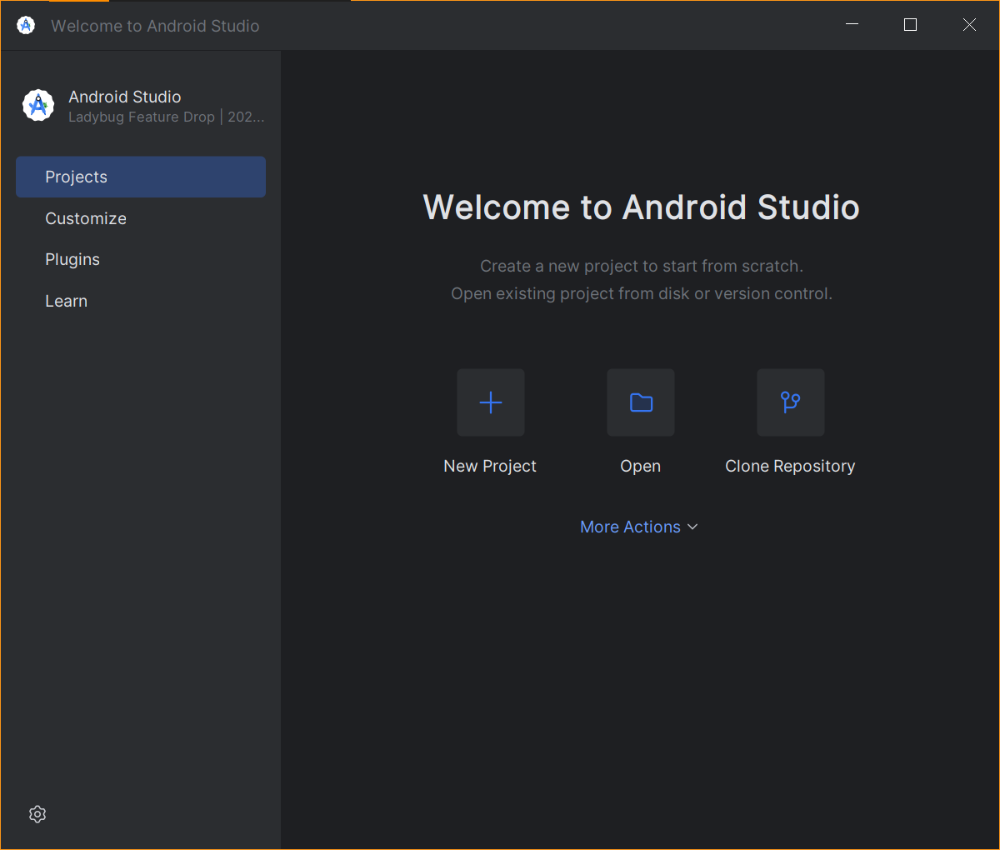 Welcome to Android Studio
Android Studio
Ladybug Feature Drop | 202...
Projects
Customize
Plugins
Learn
Welcome to Android Studio
Create a new project to start from scratch.
Open existing project from disk or version control.
New Project
Open
Clone Repository
More Actions